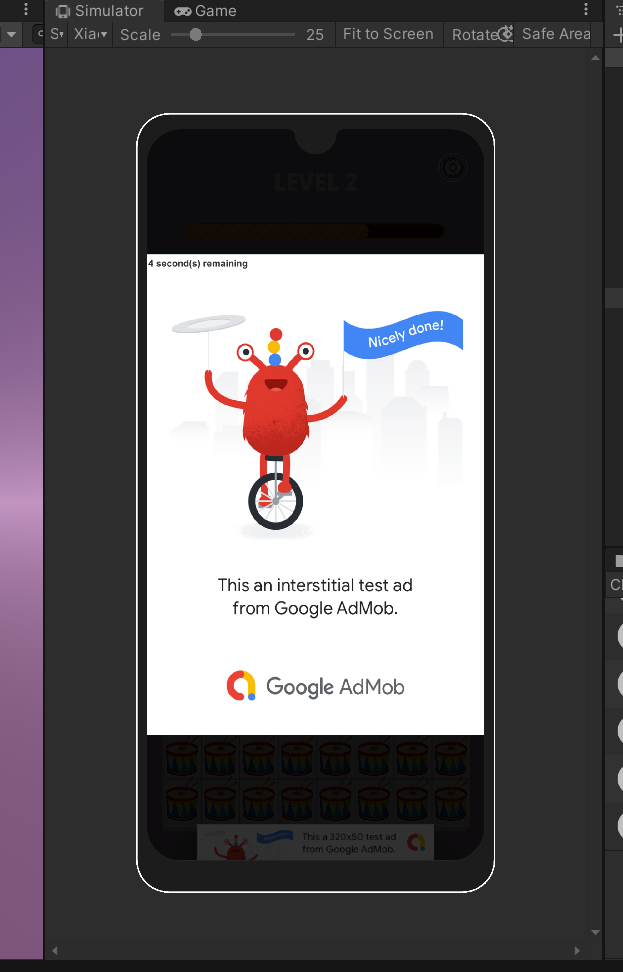 Simulator
Game
S
Xia
Scale
25
Fit to Screen
Rotate
Safe Area
LEVEL 2
4 second(s) remaining
Nicely done!
This an interstitial test ad
from Google AdMob.
Google AdMob
This a 320x50 test ad
from Google AdMob.